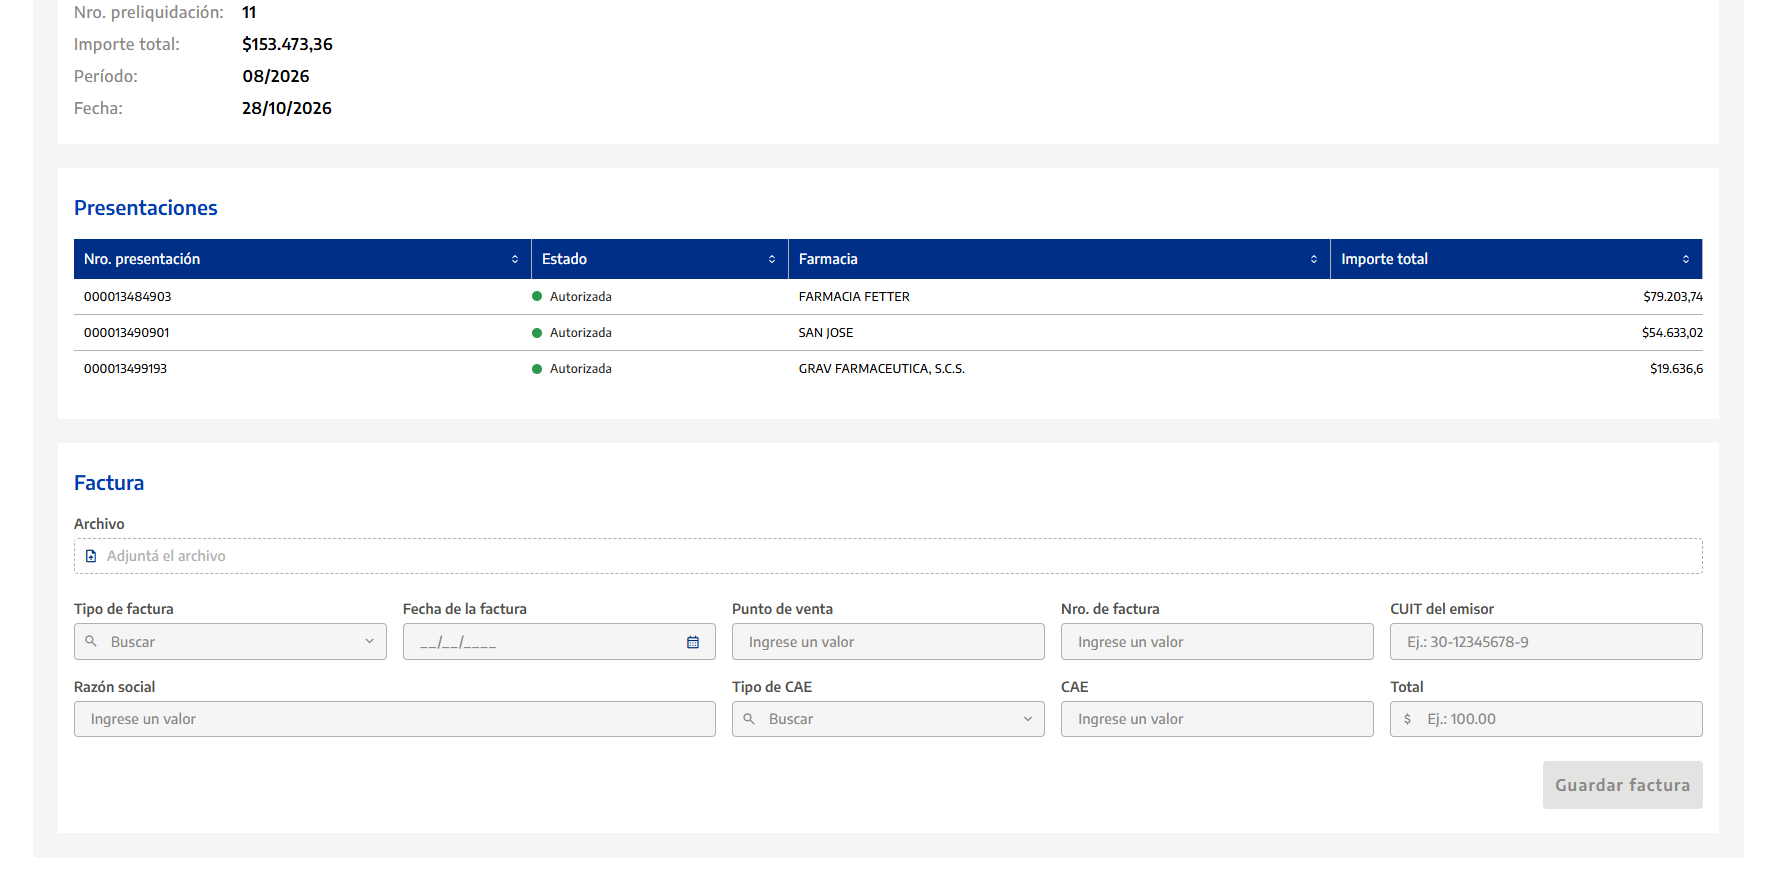 Nro. preliquidación: 11
Importe total: $153.473,36
Período: 08/2026
Fecha: 28/10/2026
Presentaciones
Nro. presentación Estado Farmacia Importe total
000013484903 Autorizada FARMACIA FETTER $79.203,74
000013490901 Autorizada SAN JOSE $54.633,02
000013499193 Autorizada GRAV FARMACEUTICA, S.C.S. $19.636,6
Factura
Archivo
Adjuntá el archivo
Tipo de factura Fecha de la factura Punto de venta Nro. de factura CUIT del emisor
Buscar __/__/____ Ingrese un valor Ingrese un valor Ej.: 30-12345678-9
Razón social Tipo de CAE CAE Total
Ingrese un valor Buscar Ingrese un valor $ Ej.: 100.00
Guardar factura